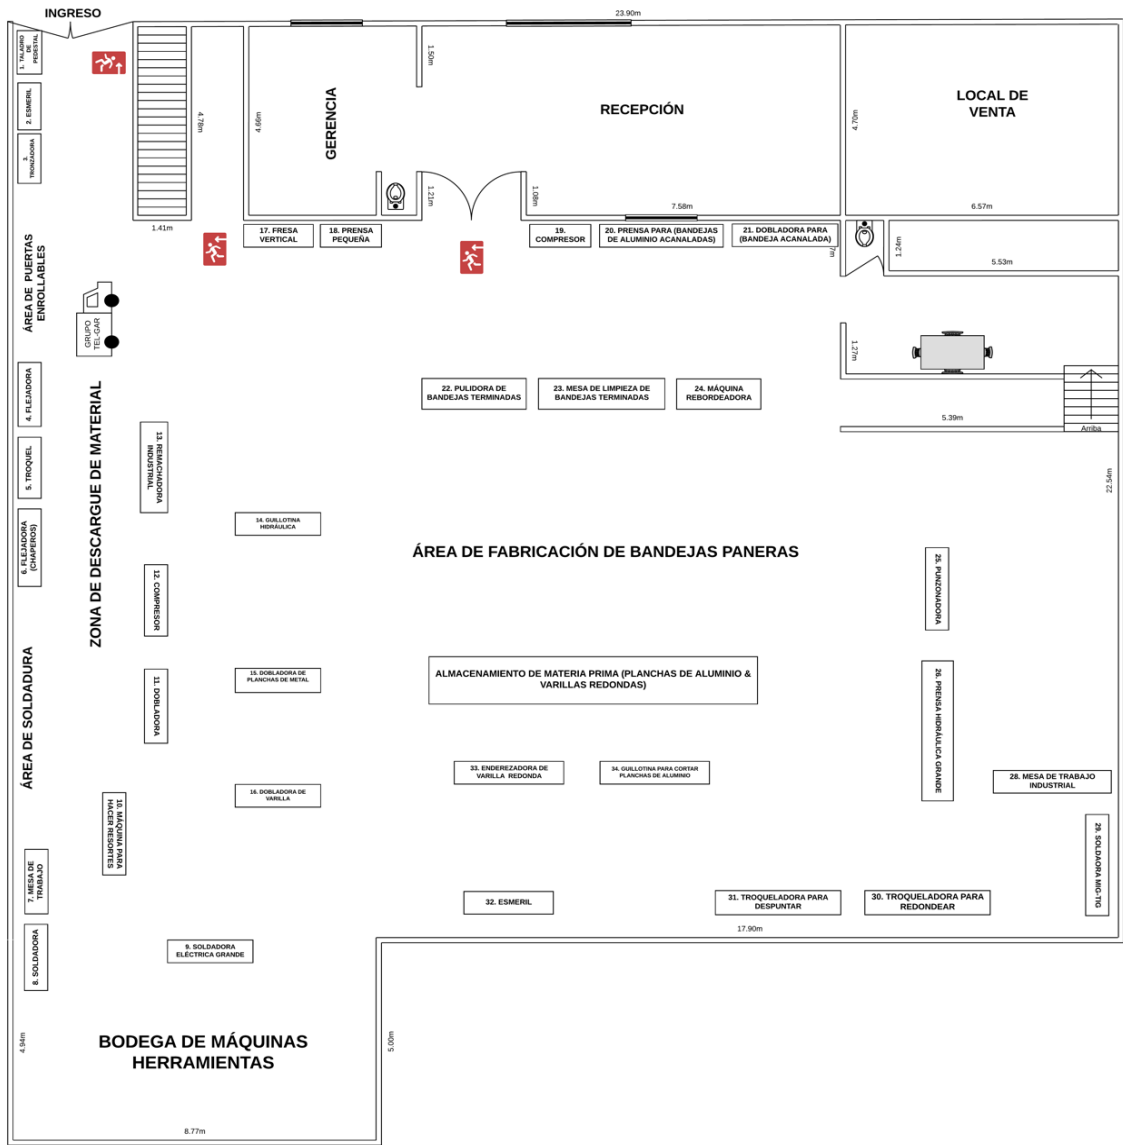 INGRESO
23.90m
1. TALADRO
DE
PEDESTAL
2. ESMERIL
3.
TRONZADORA
4.78m
1.41m
4.66m
GERENCIA
1.50m
1.21m
RECEPCIÓN
1.08m
7.58m
4.70m
LOCAL DE
VENTA
6.57m
17. FRESA
VERTICAL
18. PRENSA
PEQUEÑA
19.
COMPRESOR
20. PRENSA PARA (BANDEJAS
DE ALUMINIO ACANALADAS)
21. DOBLADORA PARA
(BANDEJA ACANALADA)
7m
1.24m
5.53m
ÁREA DE PUERTAS
ENROLLABLES
GRUPO
TEL-GAR
1.27m
5.39m
Arriba
22.54m
4. FLEJADORA
5. TROQUEL
6. FLEJADORA
(CHAPEROS)
ZONA DE DESCARGUE DE MATERIAL
13. REMACHADORA
INDUSTRIAL
22. PULIDORA DE
BANDEJAS TERMINADAS
23. MESA DE LIMPIEZA DE
BANDEJAS TERMINADAS
24. MÁQUINA
REBORDEADORA
14. GUILLOTINA
HIDRÁULICA
ÁREA DE FABRICACIÓN DE BANDEJAS PANERAS
12. COMPRESOR
25. PUNZONADORA
ÁREA DE SOLDADURA
11. DOBLADORA
15. DOBLADORA DE
PLANCHAS DE METAL
ALMACENAMIENTO DE MATERIA PRIMA (PLANCHAS DE ALUMINIO &
VARILLAS REDONDAS)
26. PRENSA HIDRÁULICA GRANDE
33. ENDEREZADORA DE
VARILLA REDONDA
34. GUILLOTINA PARA CORTAR
PLANCHAS DE ALUMINIO
28. MESA DE TRABAJO
INDUSTRIAL
16. DOBLADORA DE
VARILLA
10. MÁQUINA PARA
HACER RESORTES
29. SOLDAORA MIG-TIG
7. MESA DE
TRABAJO
32. ESMERIL
31. TROQUELADORA PARA
DESPUNTAR
30. TROQUELADORA PARA
REDONDEAR
17.90m
8. SOLDADORA
9. SOLDADORA
ELÉCTRICA GRANDE
4.94m
BODEGA DE MÁQUINAS
HERRAMIENTAS
5.00m
8.77m